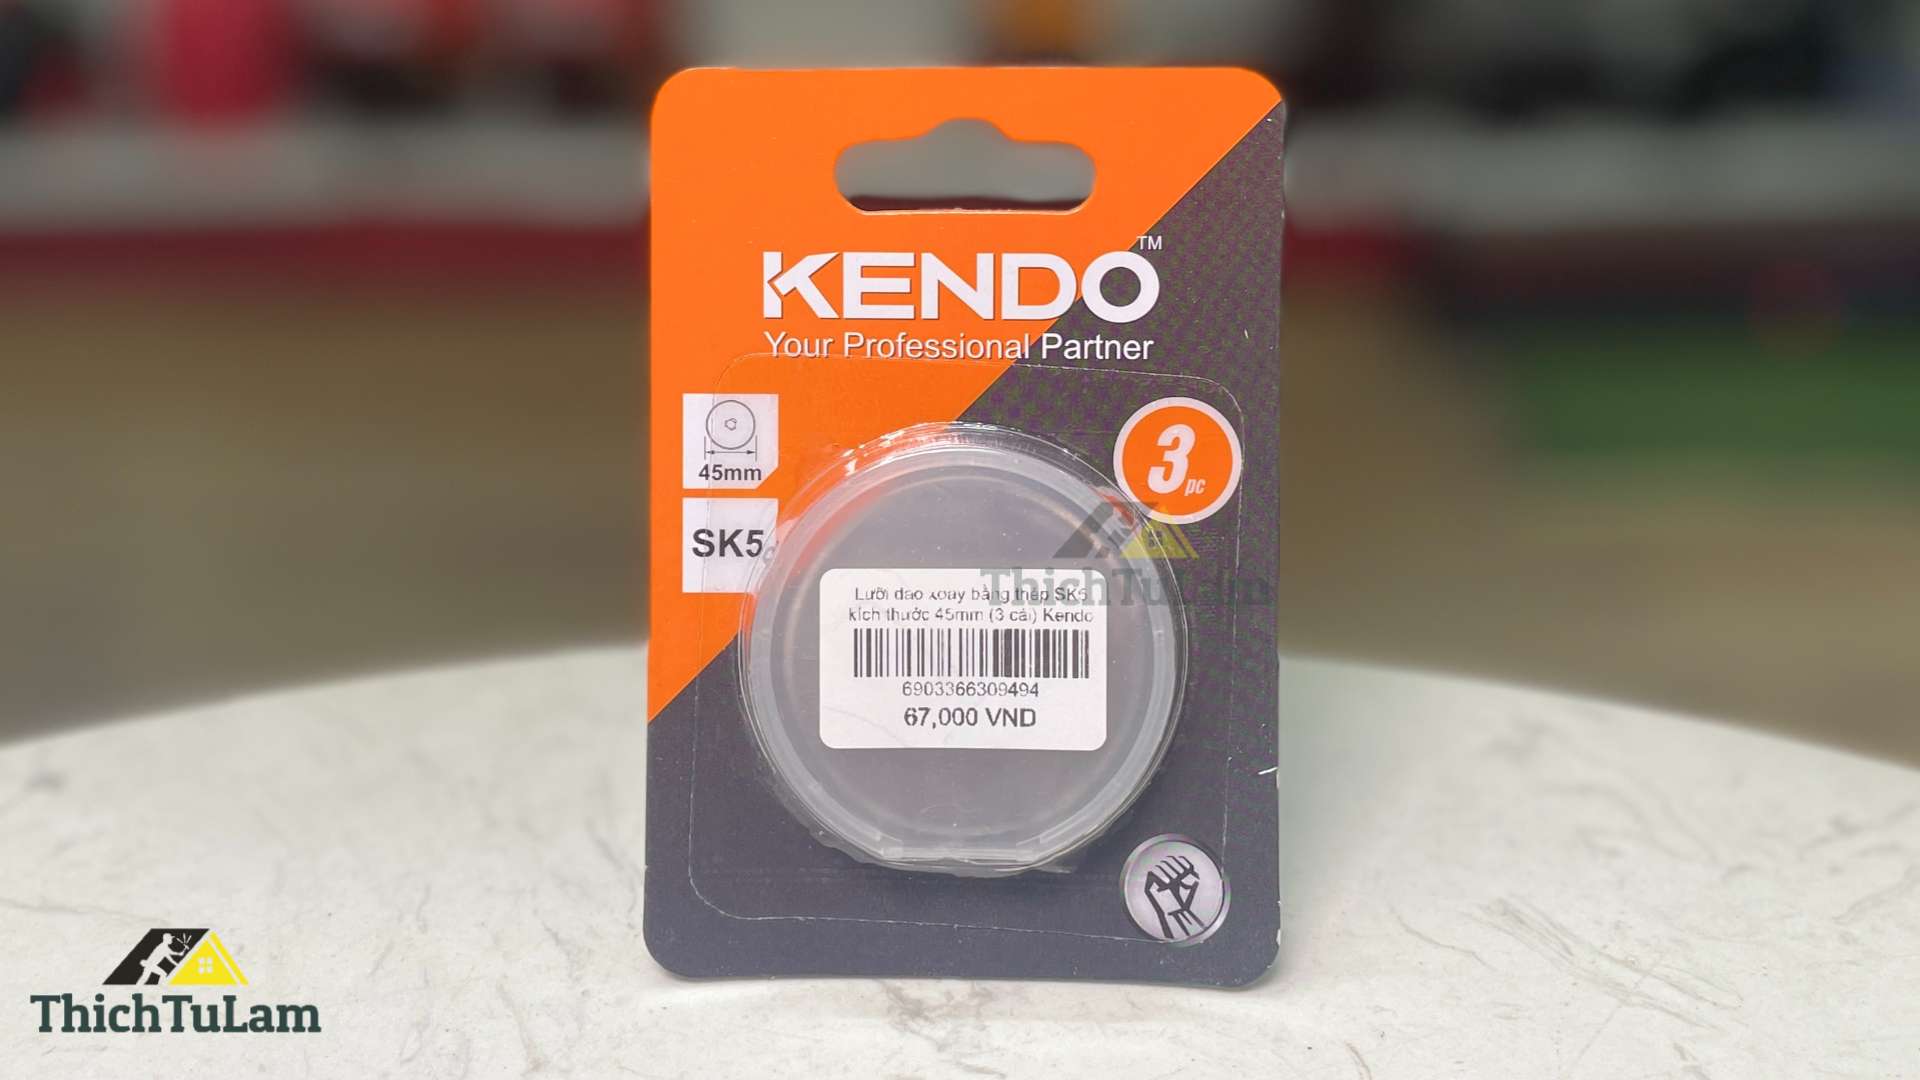 KENDO™
Your Professional Partner
45mm
3pc
SK5
ThichTuLam
Lưỡi dao xoay bằng thép SK5
kích thước 45mm (3 cái) Kendo
6903366309494
67,000 VND
ThichTuLam